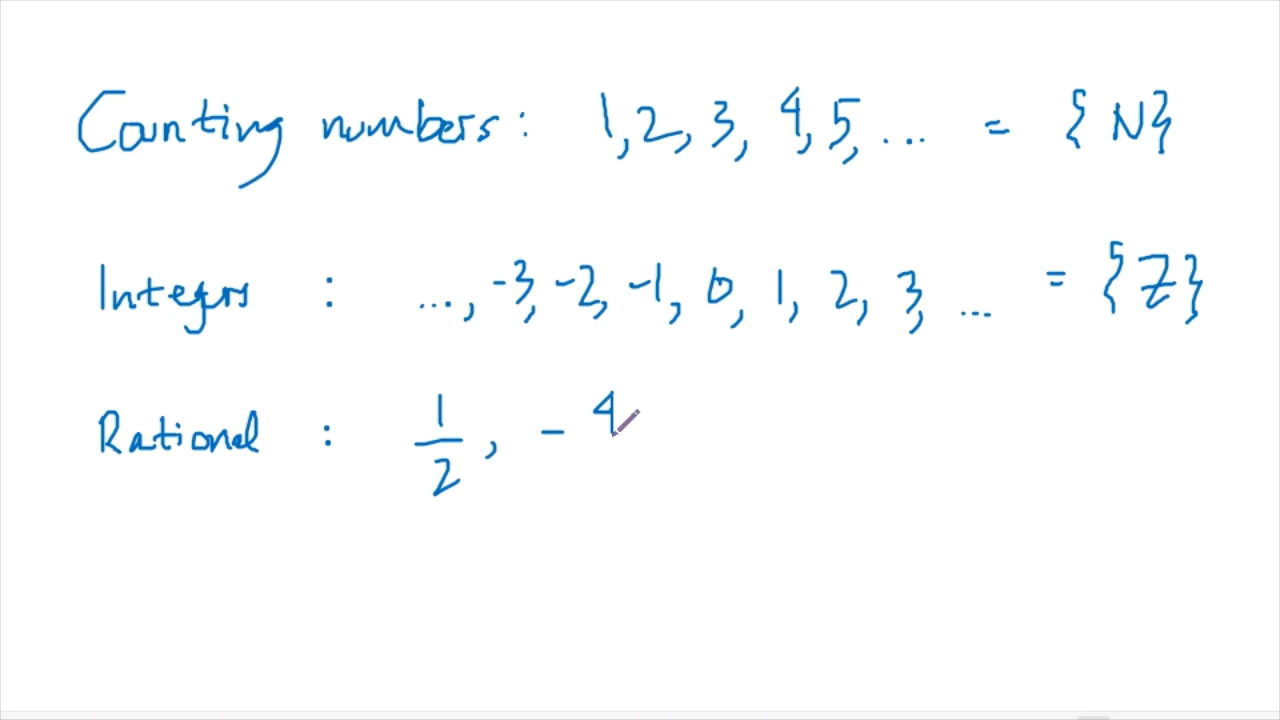 Counting numbers: 1, 2, 3, 4, 5, ... = {N}
Integers : ..., -3, -2, -1, 0, 1, 2, 3, ... = {Z}
Rational : 1/2, - 4